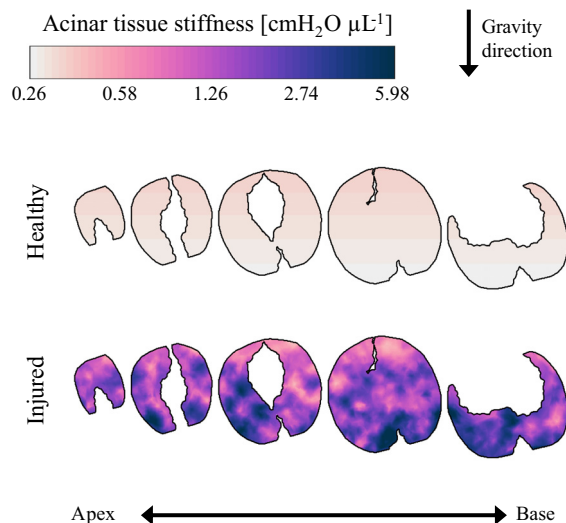 Acinar tissue stiffness [cmH₂O µL⁻¹]
Gravity
direction
0.26 0.58 1.26 2.74 5.98
Healthy
Injured
Apex Base